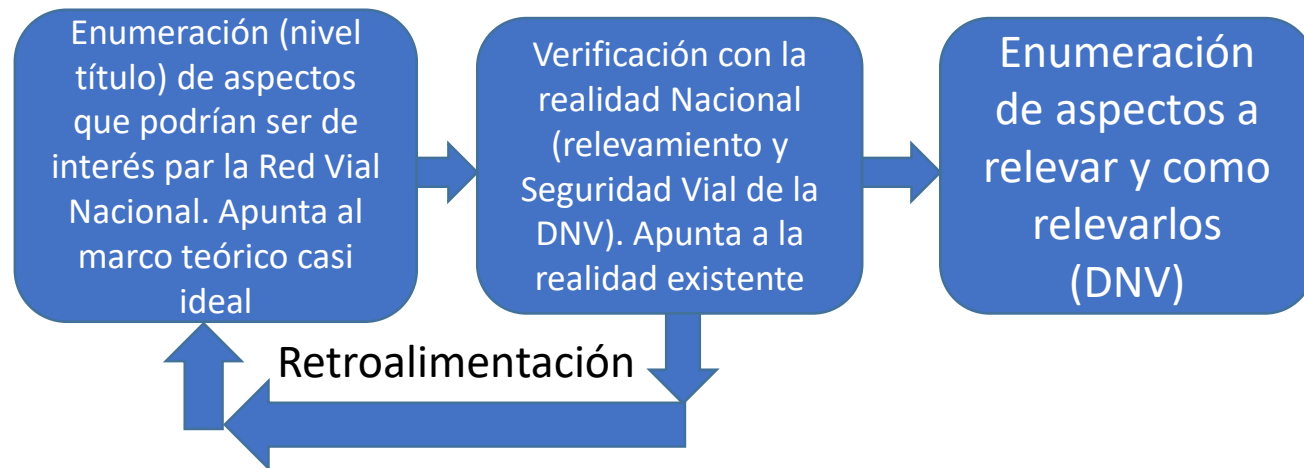 Enumeración (nivel
título) de aspectos
que podrían ser de
interés par la Red Vial
Nacional. Apunta al
marco teórico casi
ideal
Verificación con la
realidad Nacional
(relevamiento y
Seguridad Vial de la
DNV). Apunta a la
realidad existente
Enumeración
de aspectos a
relevar y como
relevarlos
(DNV)
Retroalimentación